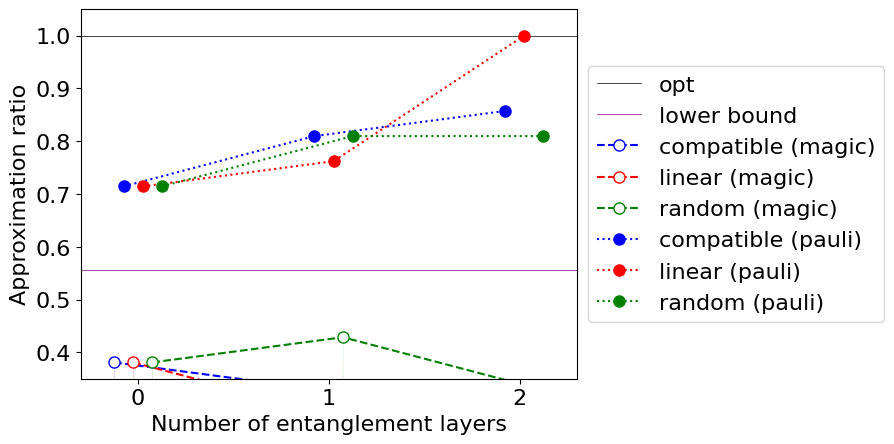 Approximation ratio
1.0
0.9
0.8
0.7
0.6
0.5
0.4
0
1
2
Number of entanglement layers
opt
lower bound
compatible (magic)
linear (magic)
random (magic)
compatible (pauli)
linear (pauli)
random (pauli)